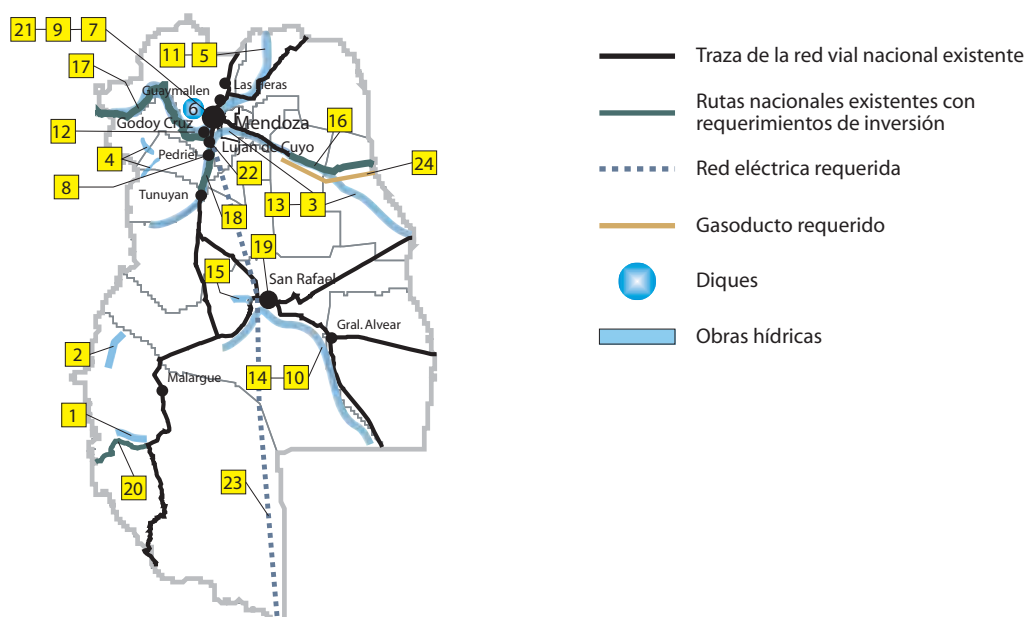 21 9 7
11 5
17
Las Heras
Guaymallen
6
Godoy Cruz
Mendoza
12
16
Lujan de Cuyo
Pedriel
4
24
22
8
Tunuyan
13 3
18
19
15
San Rafael
Gral. Alvear
2
14 10
Malargue
1
20
23
Traza de la red vial nacional existente
Rutas nacionales existentes con
requerimientos de inversión
Red eléctrica requerida
Gasoducto requerido
Diques
Obras hídricas